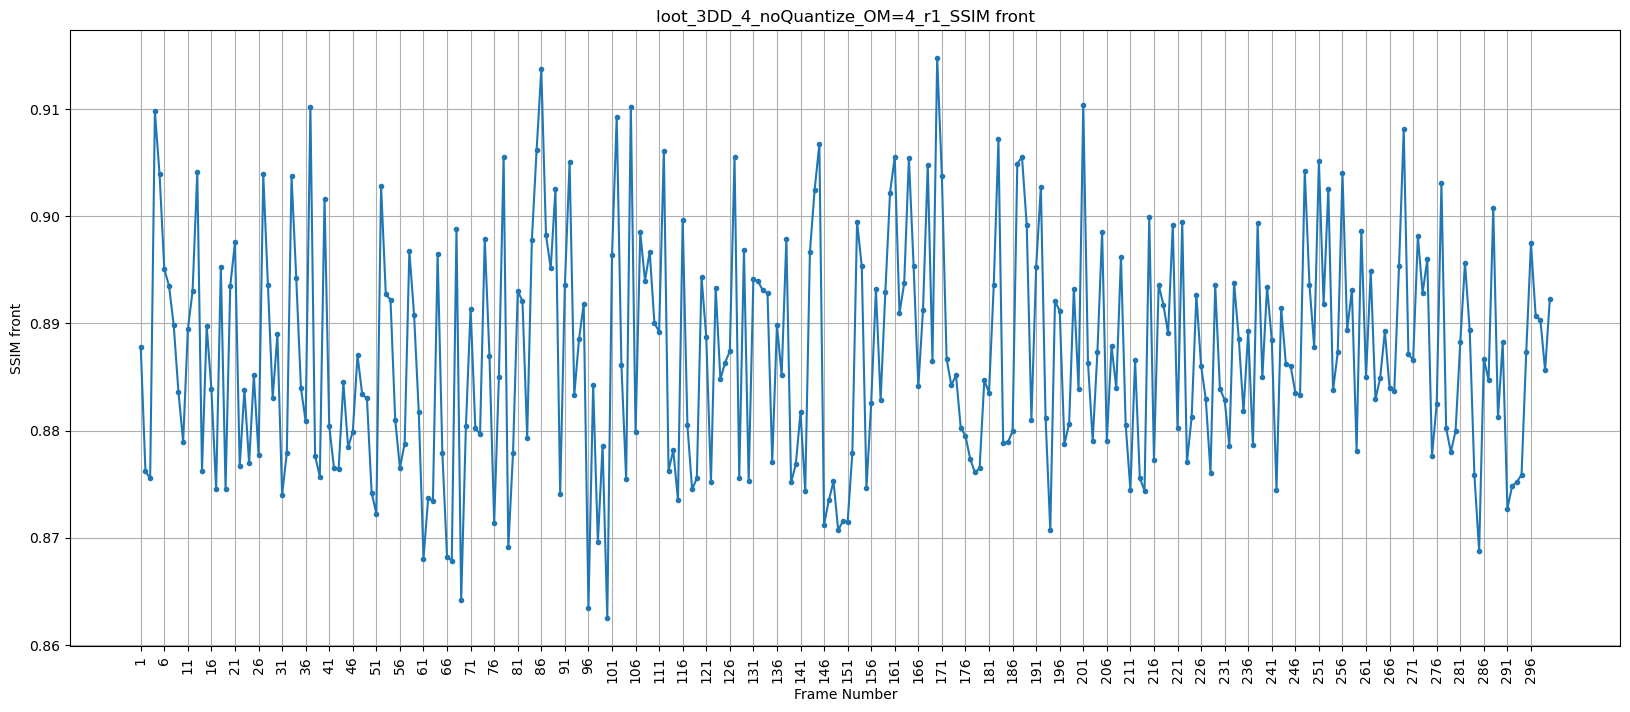 loot_3DD_4_noQuantize_OM=4_r1_SSIM front
SSIM front
0.91
0.90
0.89
0.88
0.87
0.86
1 6 11 16 21 26 31 36 41 46 51 56 61 66 71 76 81 86 91 96 101 106 111 116 121 126 131 136 141 146 151 156 161 166 171 176 181 186 191 196 201 206 211 216 221 226 231 236 241 246 251 256 261 266 271 276 281 286 291 296
Frame Number